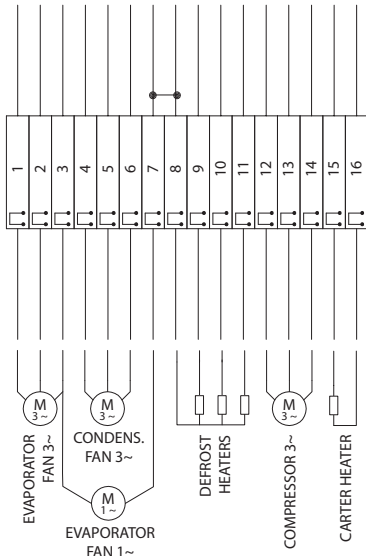 1 2 3 4 5 6 7 8 9 10 11 12 13 14 15 16
M
3~
EVAPORATOR
FAN 3~
M
3~
CONDENS.
FAN 3~
M
1~
EVAPORATOR
FAN 1~
DEFROST
HEATERS
M
3~
COMPRESSOR 3~
CARTER HEATER